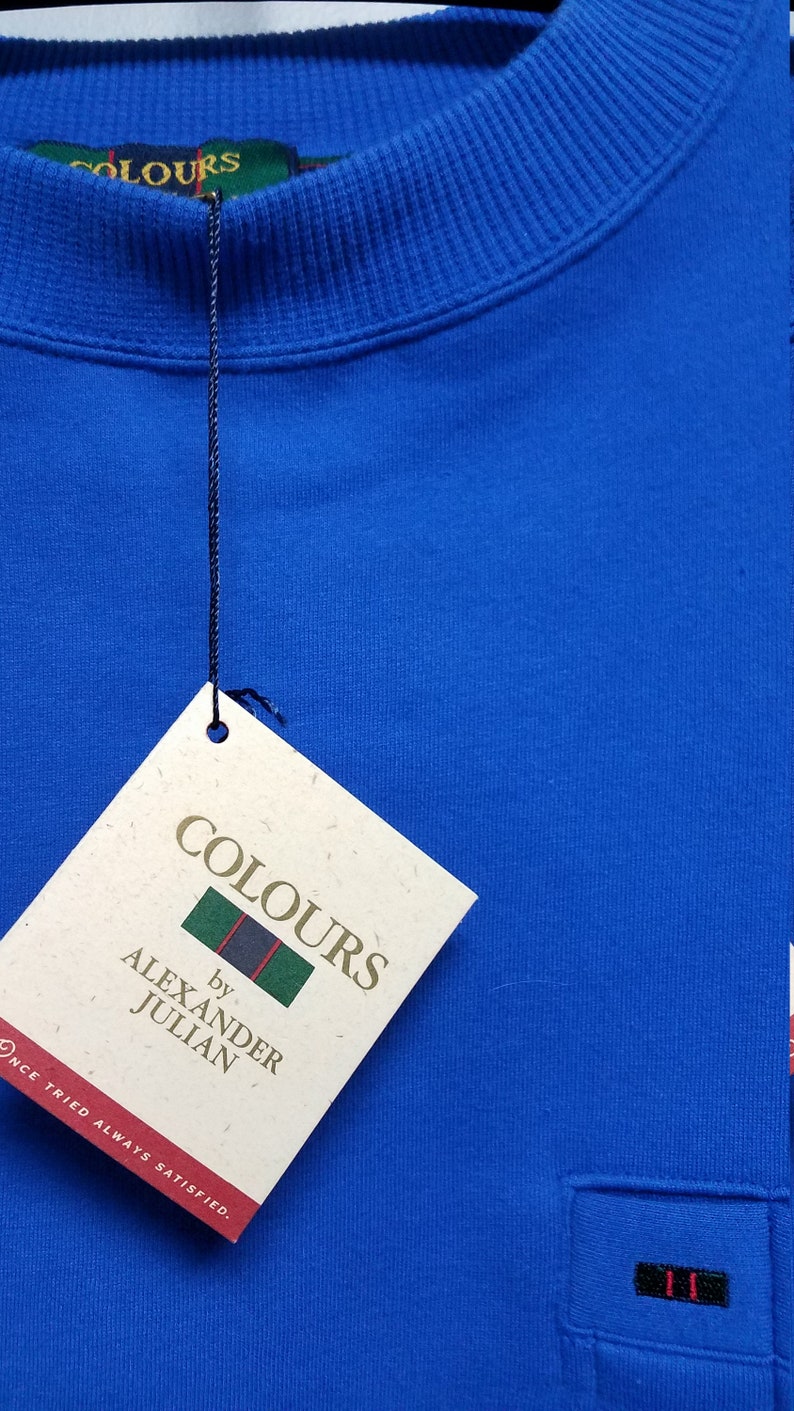 COLOURS
COLOURS
by
ALEXANDER
JULIAN
ONCE TRIED ALWAYS SATISFIED.